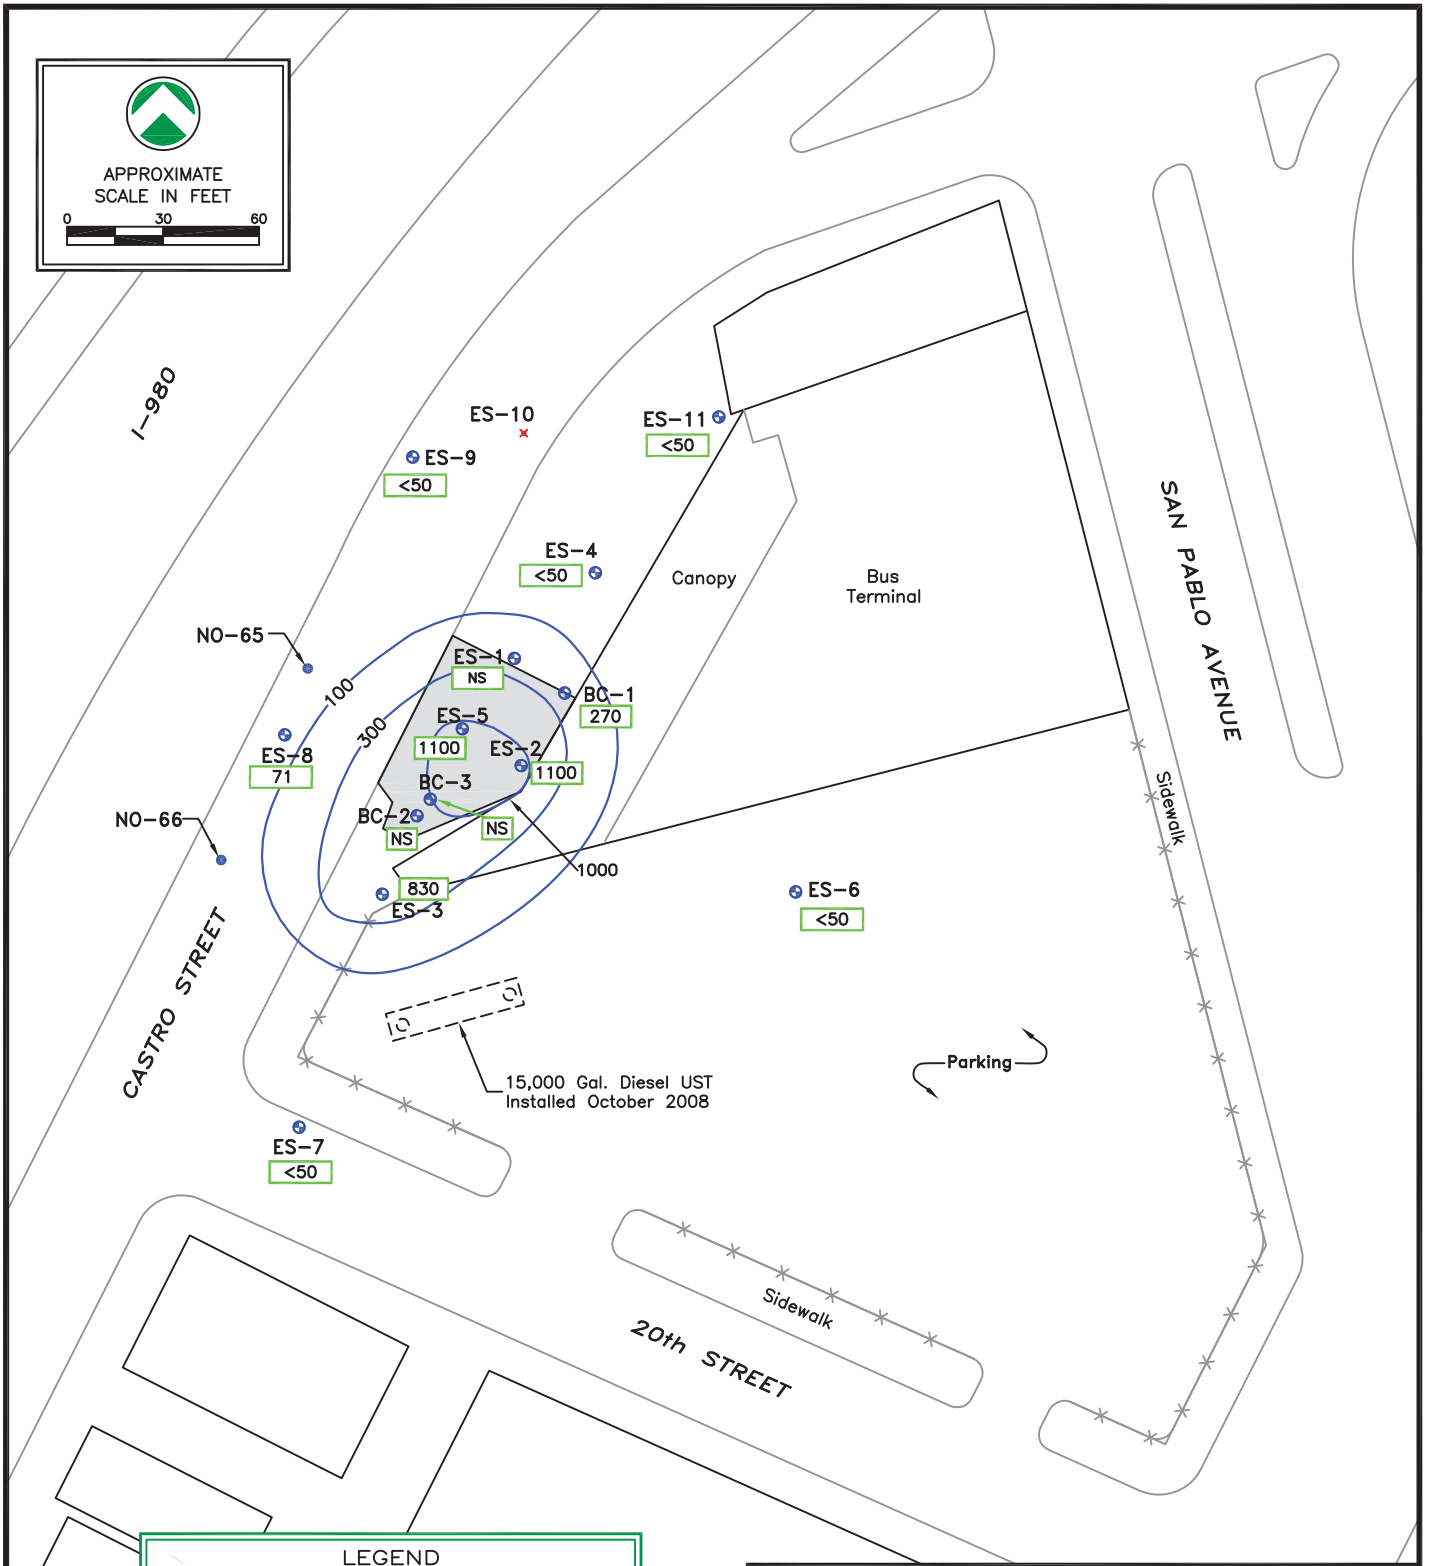 APPROXIMATE
SCALE IN FEET
0 30 60
I-980
ES-10
ES-11
<50
ES-9
<50
ES-4
<50
Canopy
Bus
Terminal
SAN PABLO AVENUE
NO-65
100
300
ES-1
NS
BC-1
270
ES-5
1100
ES-2
1100
ES-8
71
BC-3
BC-2
NS
NS
NO-66
1000
830
ES-3
ES-6
<50
Sidewalk
CASTRO STREET
Parking
15,000 Gal. Diesel UST
Installed October 2008
ES-7
<50
Sidewalk
20th STREET
LEGEND